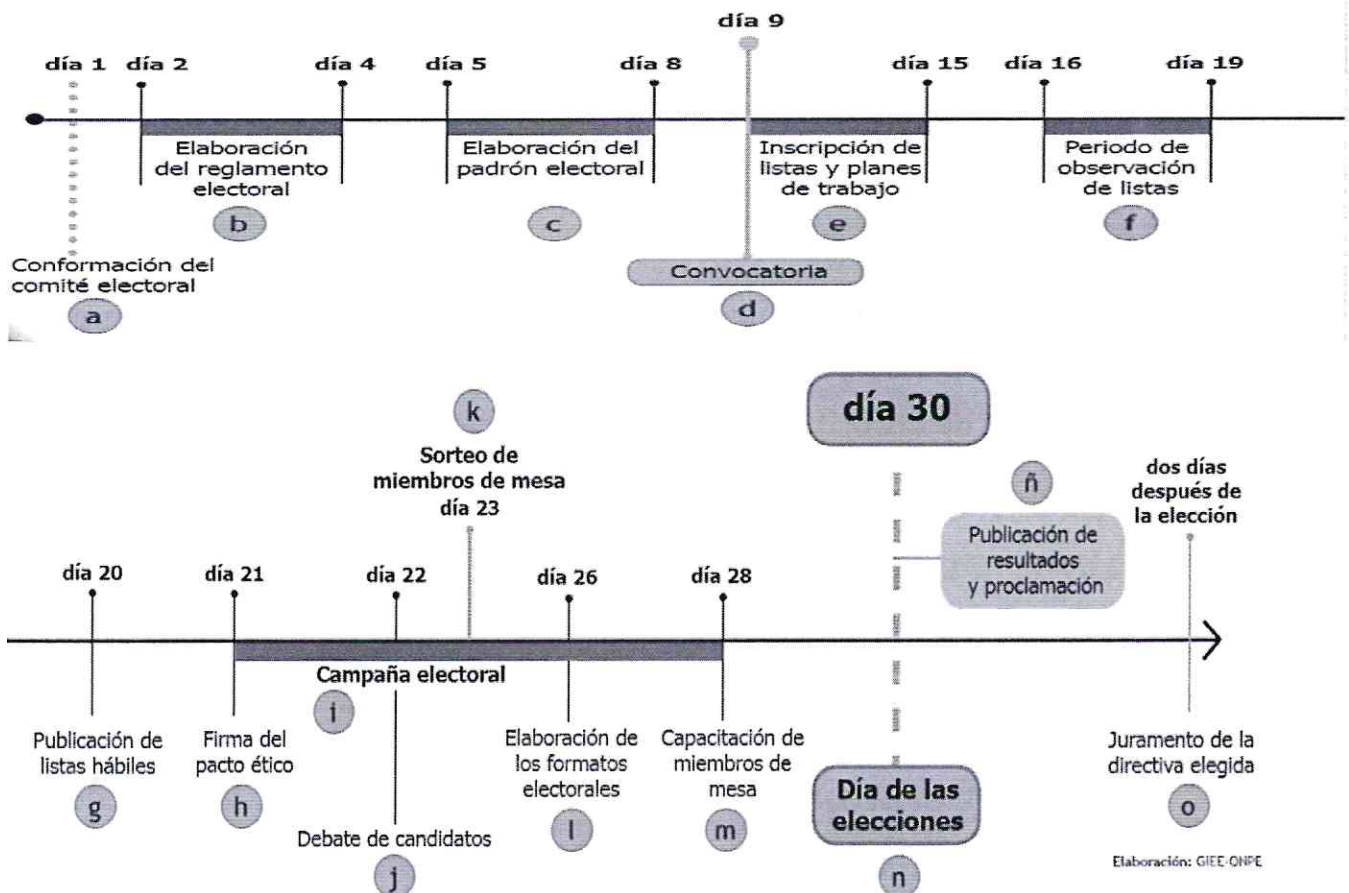 día 9
día 1 día 2 día 4 día 5 día 8 día 15 día 16 día 19
Elaboración
del reglamento
electoral
b
Elaboración del
padrón electoral
c
Inscripción de
listas y planes
de trabajo
e
Periodo de
observación
de listas
f
Conformación del
comité electoral
a
Convocatoria
d
k
Sorteo de
miembros de mesa
día 23
día 30
ñ
Publicación de
resultados
y proclamación
dos días
después de
la elección
día 20 día 21 día 22 día 26 día 28
Campaña electoral
i
Publicación de
listas hábiles
g
Firma del
pacto ético
h
Debate de candidatos
j
Elaboración de
los formatos
electorales
l
Capacitación de
miembros de
mesa
m
Día de las
elecciones
n
Juramento de la
directiva elegida
o
Elaboración: GIEE-ONPE